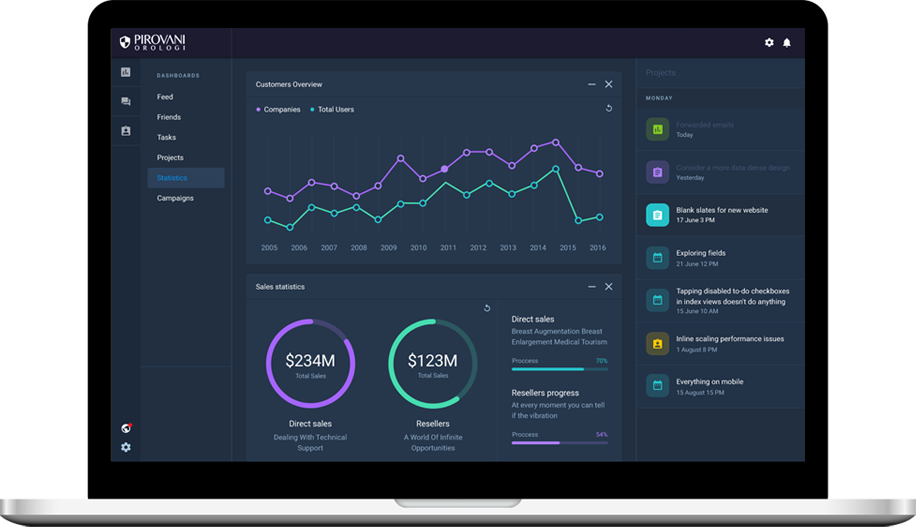 PIROVANI
OROLOGI
DASHBOARDS
Feed
Friends
Tasks
Projects
Statistics
Campaigns
Customers Overview
Companies
Total Users
2005 2006 2007 2008 2009 2010 2011 2012 2013 2014 2015 2016
Sales statistics
$234M
Total Sales
Direct sales
Dealing With Technical
Support
$123M
Total Sales
Resellers
A World Of Infinite
Opportunities
Direct sales
Breast Augmentation Breast
Enlargement Medical Tourism
Proccess 70%
Resellers progress
At every moment you can tell
if the vibration
Proccess 54%
Projects
MONDAY
Forwarded emails
Today
Consider a more data dense design
Yesterday
Blank slates for new website
17 June 3 PM
Exploring fields
21 June 12 PM
Tapping disabled to-do checkboxes
in index views doesn't do anything
15 June 10 AM
Inline scaling performance issues
1 August 8 PM
Everything on mobile
15 August 15 PM